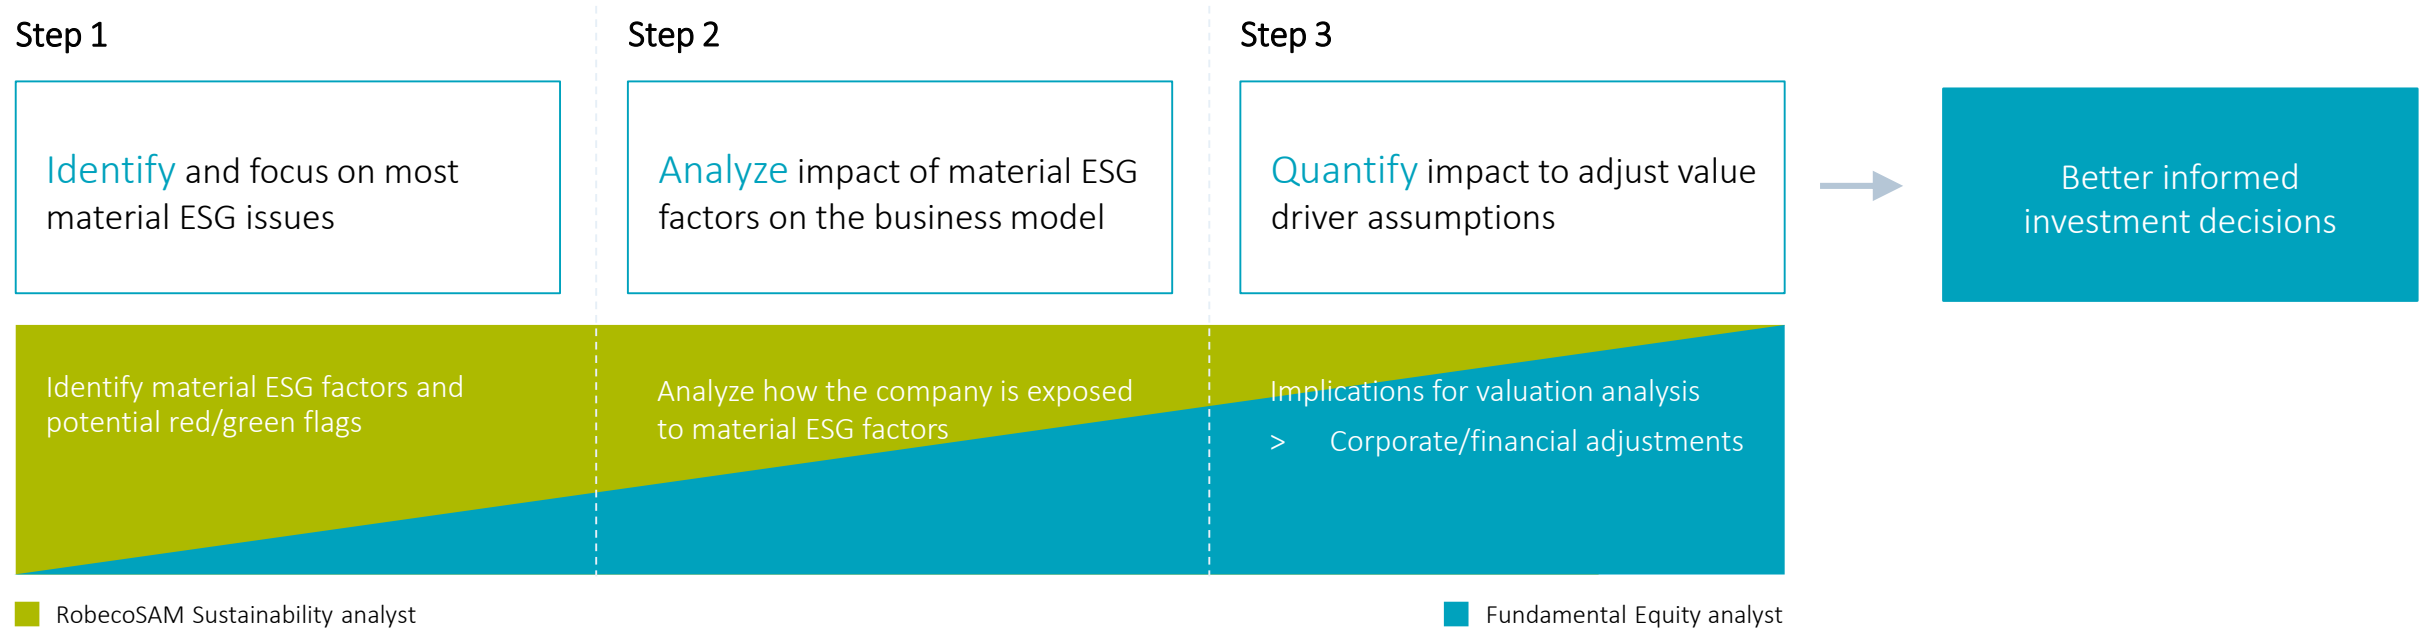 Step 1
Step 2
Step 3
Identify and focus on most
material ESG issues
Analyze impact of material ESG
factors on the business model
Quantify impact to adjust value
driver assumptions
Better informed
investment decisions
Identify material ESG factors and
potential red/green flags
Analyze how the company is exposed
to material ESG factors
Implications for valuation analysis
> Corporate/financial adjustments
RobecoSAM Sustainability analyst
Fundamental Equity analyst